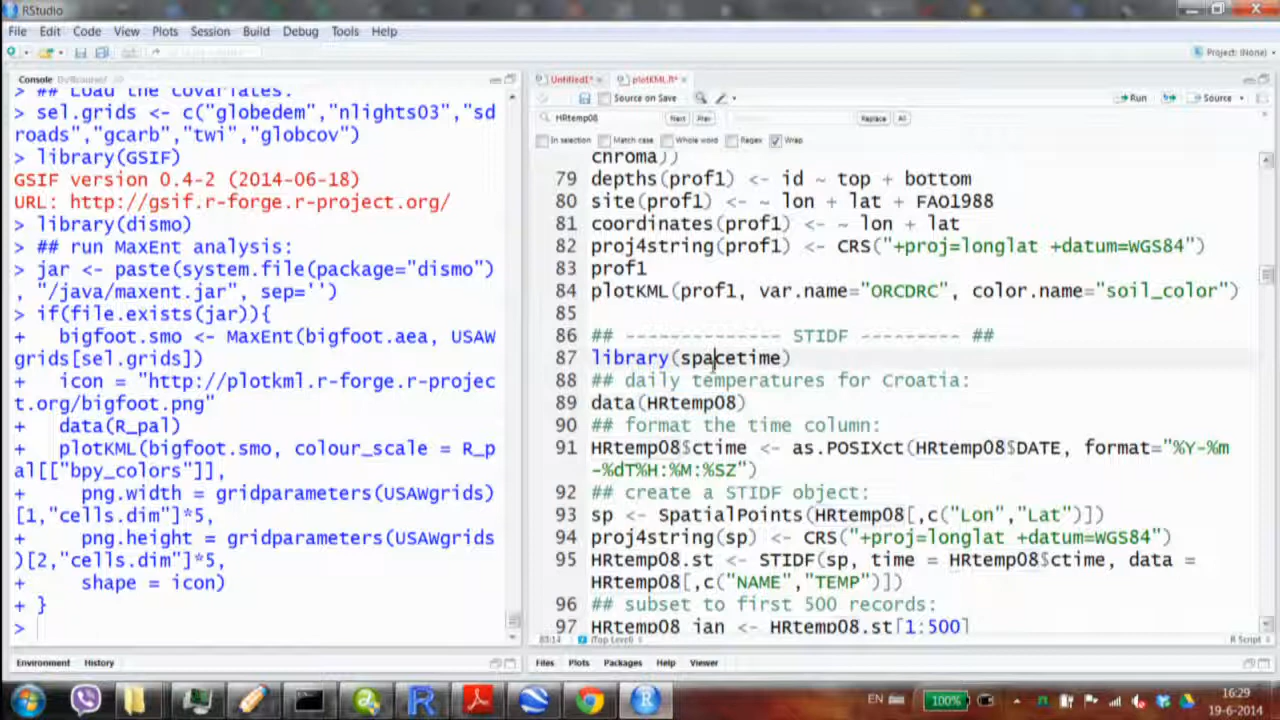 RStudio
File Edit Code View Plots Session Build Debug Tools Help
Project: (None)
Console
> ## Load the covariates:
> sel.grids <- c("globedem","nlights03","sd
roads","gcarb","twi","globcov")
> library(GSIF)
GSIF version 0.4-2 (2014-06-18)
URL: http://gsif.r-forge.r-project.org/
> library(dismo)
> ## run MaxEnt analysis:
> jar <- paste(system.file(package="dismo")
, "/java/maxent.jar", sep='')
> if(file.exists(jar)){
+ bigfoot.smo <- MaxEnt(bigfoot.aea, USAW
grids[sel.grids])
+ icon = "http://plotkml.r-forge.r-projec
t.org/bigfoot.png"
+ data(R_pal)
+ plotKML(bigfoot.smo, colour_scale = R_p
al[["bpy_colors"]],
+ png.width = gridparameters(USAWgrids)
[1,"cells.dim"]*5,
+ png.height = gridparameters(USAWgrids
)[2,"cells.dim"]*5,
+ shape = icon)
+ }
>
Environment History
Untitled1* plotKML.R*
Source on Save Run Source
HRtemp08 Next Prev Replace All
In selection Match case Whole word Regex Wrap
chroma))
79 depths(prof1) <- id ~ top + bottom
80 site(prof1) <- ~ lon + lat + FAO1988
81 coordinates(prof1) <- ~ lon + lat
82 proj4string(prof1) <- CRS("+proj=longlat +datum=WGS84")
83 prof1
84 plotKML(prof1, var.name="ORCDRC", color.name="soil_color")
85
86 ## -------------- STIDF --------- ##
87 library(spacetime)
88 ## daily temperatures for Croatia:
89 data(HRtemp08)
90 ## format the time column:
91 HRtemp08$ctime <- as.POSIXct(HRtemp08$DATE, format="%Y-%m
-%dT%H:%M:%SZ")
92 ## create a STIDF object:
93 sp <- SpatialPoints(HRtemp08[,c("Lon","Lat")])
94 proj4string(sp) <- CRS("+proj=longlat +datum=WGS84")
95 HRtemp08.st <- STIDF(sp, time = HRtemp08$ctime, data =
HRtemp08[,c("NAME","TEMP")])
96 ## subset to first 500 records:
97 HRtemp08_jan <- HRtemp08.st[1:500]
(Top Level) R Script
Files Plots Packages Help Viewer
EN 100% 16:29
19-6-2014